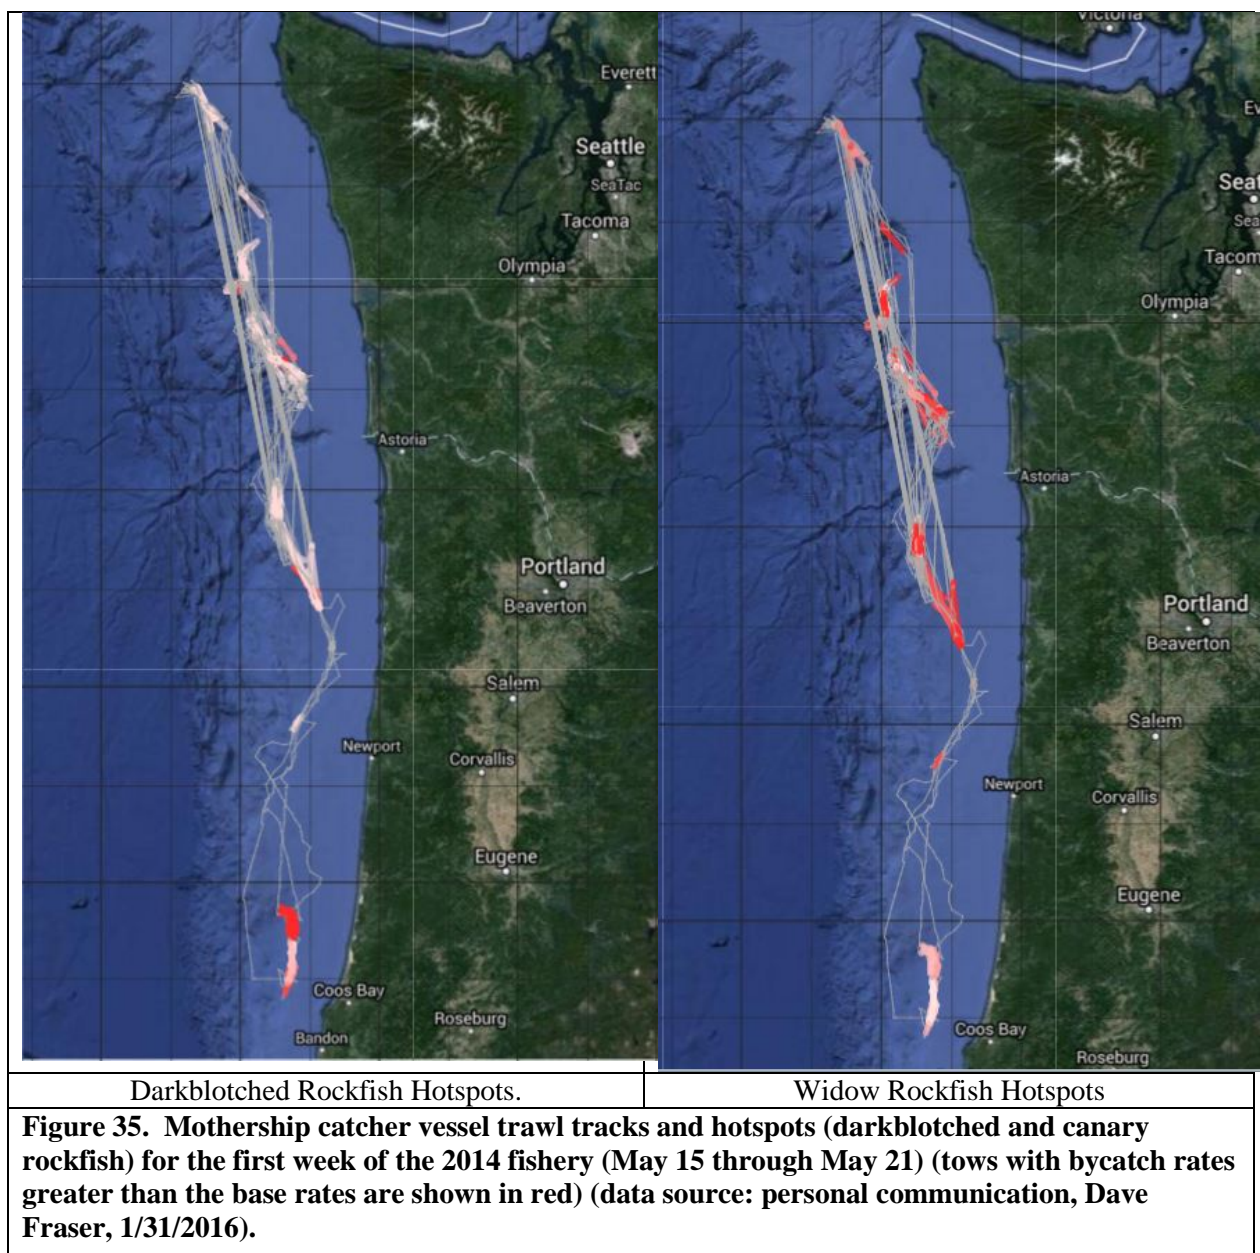 Everett
Seattle
SeaTac
Tacoma
Olympia
Astoria
Portland
Beaverton
Salem
Newport
Corvallis
Eugene
Coos Bay
Roseburg
Bandon
Victoria
Ev
Seat
Sea
Tacom
Olympia
Astoria
Portland
Beaverton
Salem
Newport
Corvallis
Eugene
Coos Bay
Roseburg
Darkblotched Rockfish Hotspots.
Widow Rockfish Hotspots
Figure 35. Mothership catcher vessel trawl tracks and hotspots (darkblotched and canary
rockfish) for the first week of the 2014 fishery (May 15 through May 21) (tows with bycatch rates
greater than the base rates are shown in red) (data source: personal communication, Dave
Fraser, 1/31/2016).